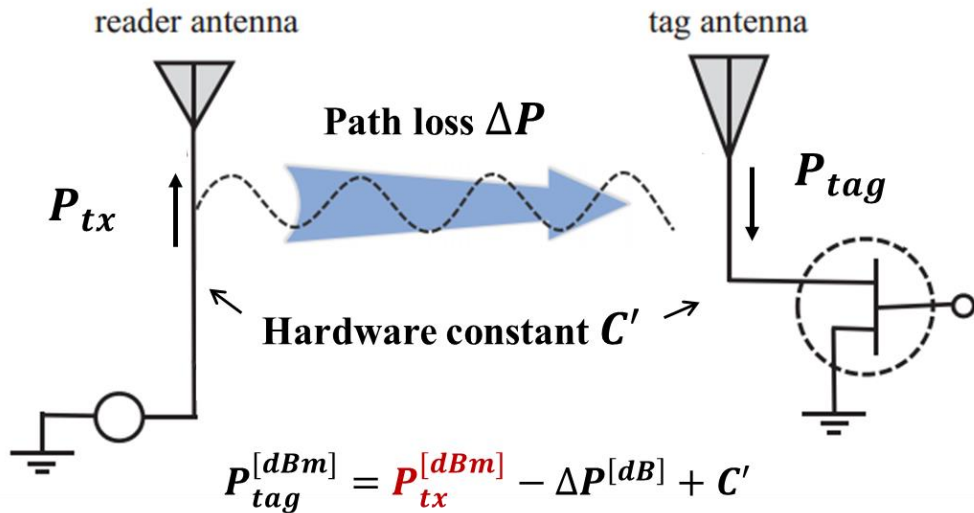 reader antenna
tag antenna
Path loss ΔP
P_tx
P_tag
Hardware constant C′
P_tag^[dBm] = P_tx^[dBm] − ΔP^[dB] + C′